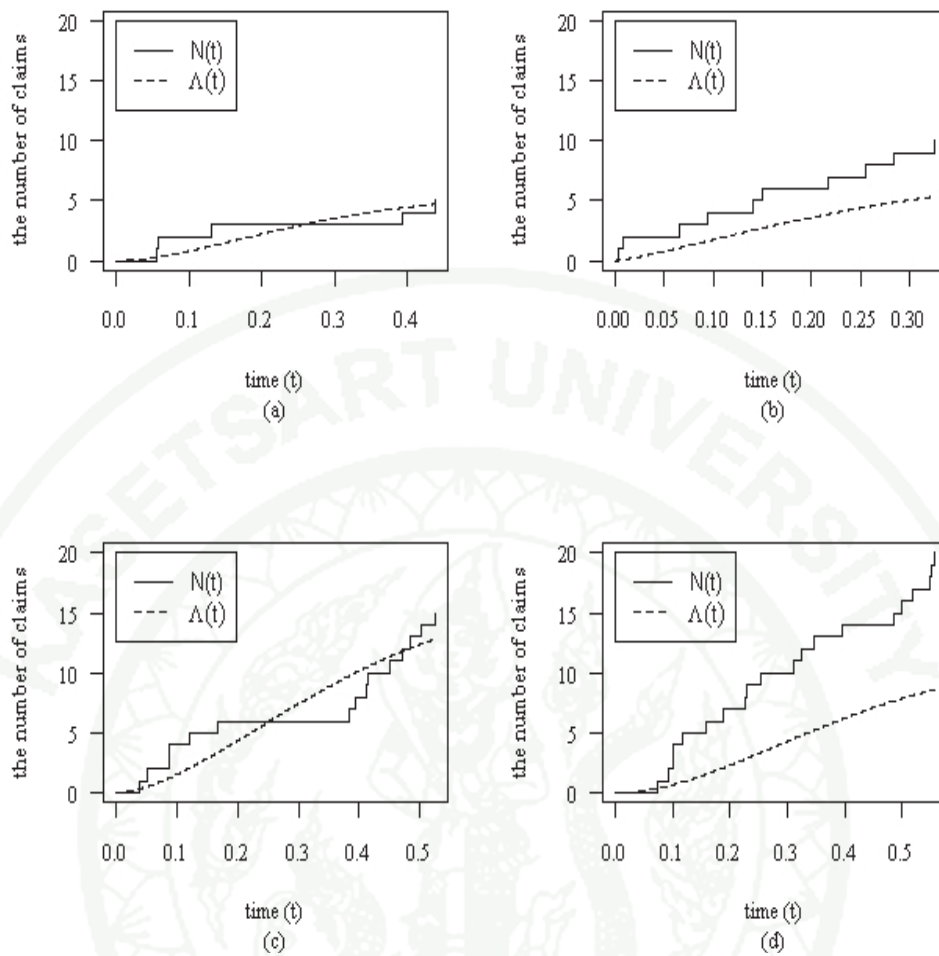 the number of claims
20
15
10
5
0
N(t)
Λ(t)
0.0 0.1 0.2 0.3 0.4
time (t)
(a)
the number of claims
20
15
10
5
0
N(t)
Λ(t)
0.00 0.05 0.10 0.15 0.20 0.25 0.30
time (t)
(b)
the number of claims
20
15
10
5
0
N(t)
Λ(t)
0.0 0.1 0.2 0.3 0.4 0.5
time (t)
(c)
the number of claims
20
15
10
5
0
N(t)
Λ(t)
0.0 0.1 0.2 0.3 0.4 0.5
time (t)
(d)
KASETSART UNIVERSITY